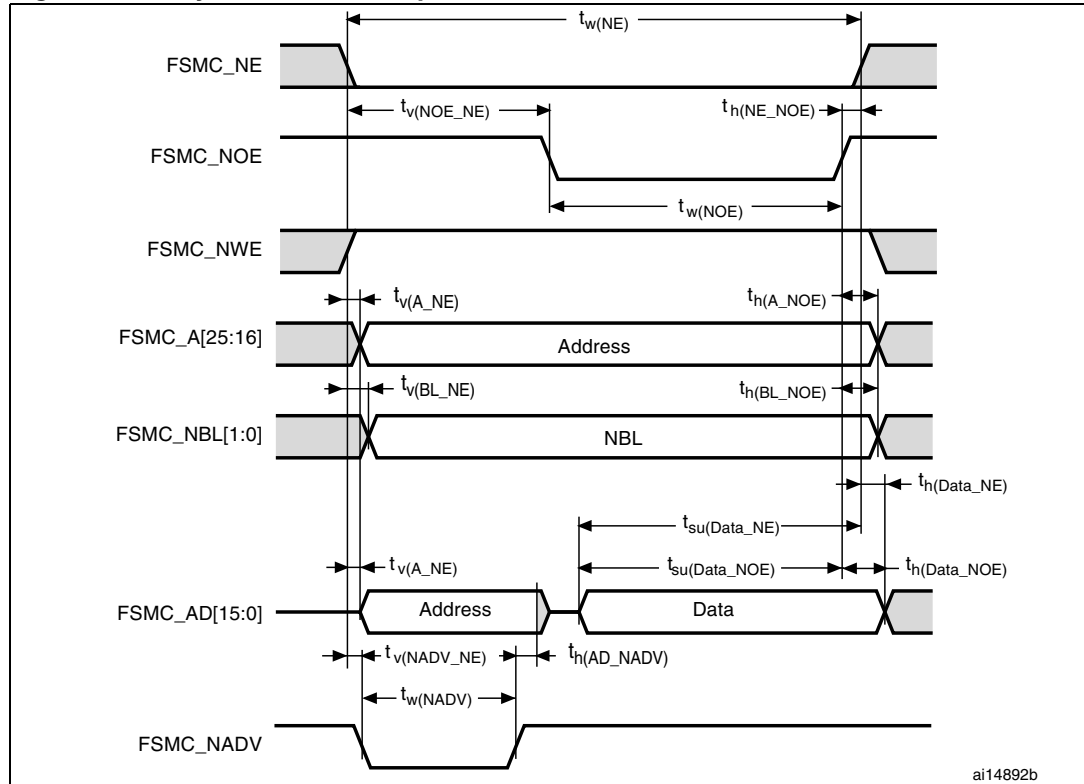 tw(NE)
FSMC_NE
tv(NOE_NE)
th(NE_NOE)
FSMC_NOE
tw(NOE)
FSMC_NWE
tv(A_NE)
th(A_NOE)
FSMC_A[25:16]
Address
tv(BL_NE)
th(BL_NOE)
FSMC_NBL[1:0]
NBL
th(Data_NE)
tsu(Data_NE)
tv(A_NE)
tsu(Data_NOE)
th(Data_NOE)
FSMC_AD[15:0]
Address
Data
tv(NADV_NE)
th(AD_NADV)
tw(NADV)
FSMC_NADV
ai14892b